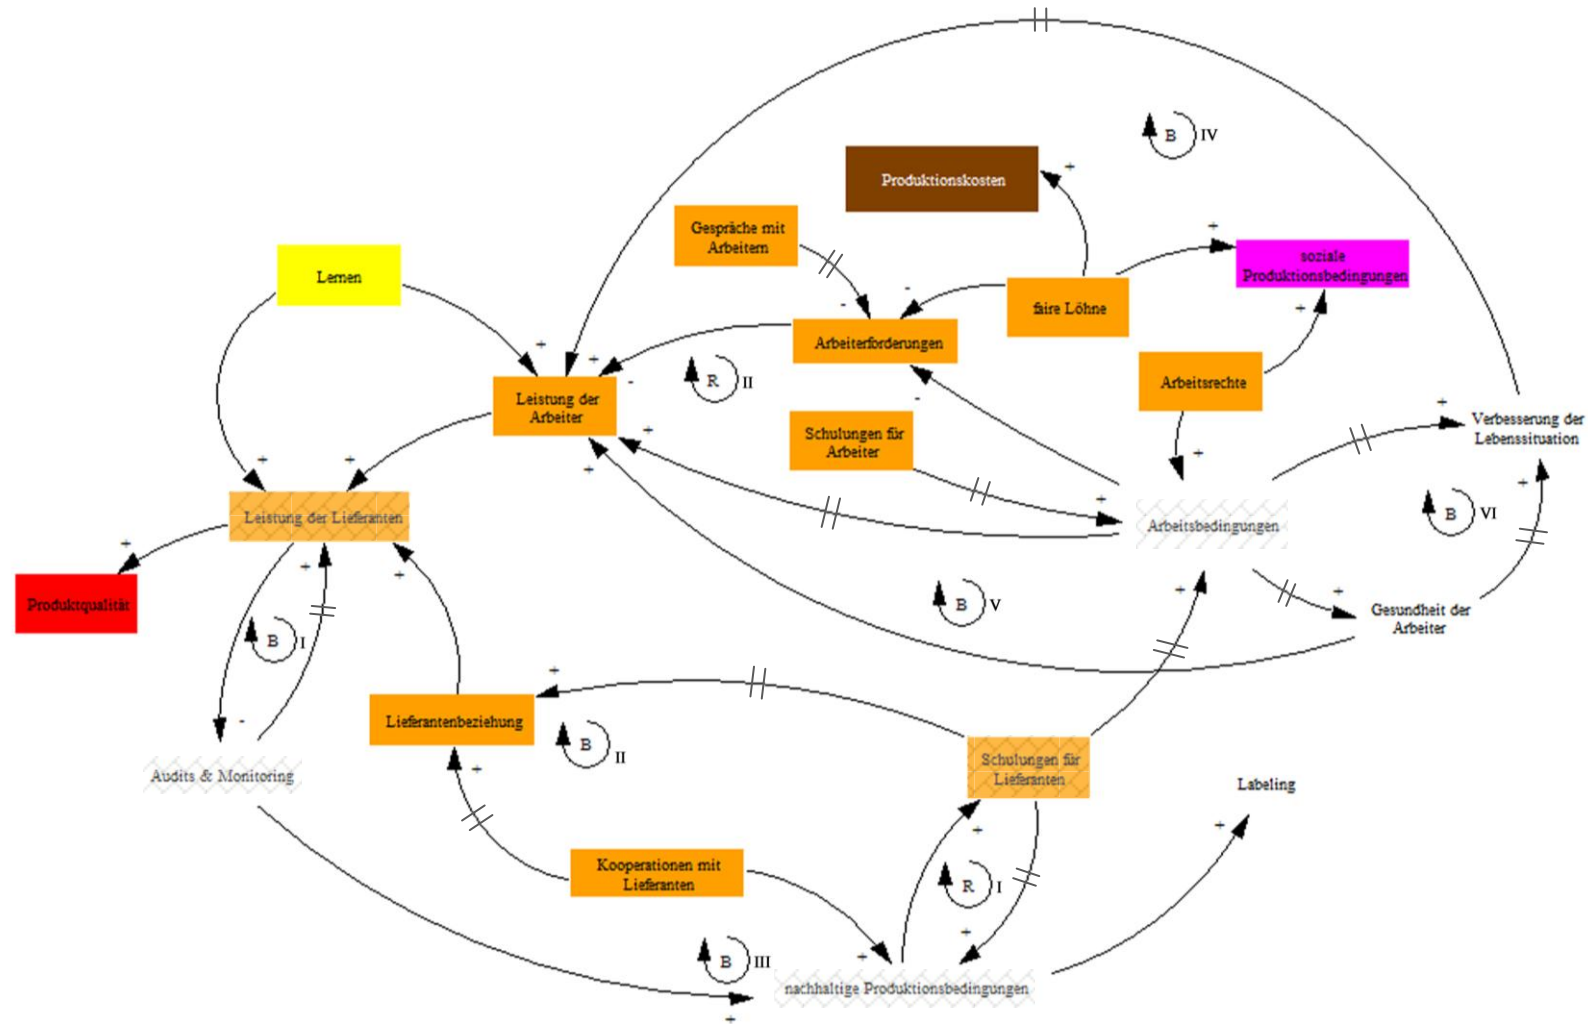 B IV
Produktionskosten
+
Gespräche mit
Arbeitern
+
soziale
Produktionsbedingungen
Lernen
-
-
faire Löhne
+
Arbeiterforderungen
+
+
-
R II
Arbeitsrechte
Leistung der
Arbeiter
-
+
Verbesserung der
Lebenssituation
Schulungen für
Arbeiter
+
+
+
+
+
+
+
Leistung der Lieferanten
Arbeitsbedingungen
B VI
+
+
+
+
Produktqualität
B V
+
+
Gesundheit der
Arbeiter
B I
+
Lieferantenbeziehung
-
B II
Schulungen für
Lieferanten
Audits & Monitoring
+
Labeling
+
+
Kooperationen mit
Lieferanten
R I
+
+
B III
nachhaltige Produktionsbedingungen
+